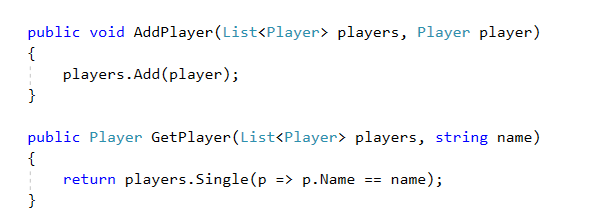 public void AddPlayer(List<Player> players, Player player)
{
    players.Add(player);
}
public Player GetPlayer(List<Player> players, string name)
{
    return players.Single(p => p.Name == name);
}